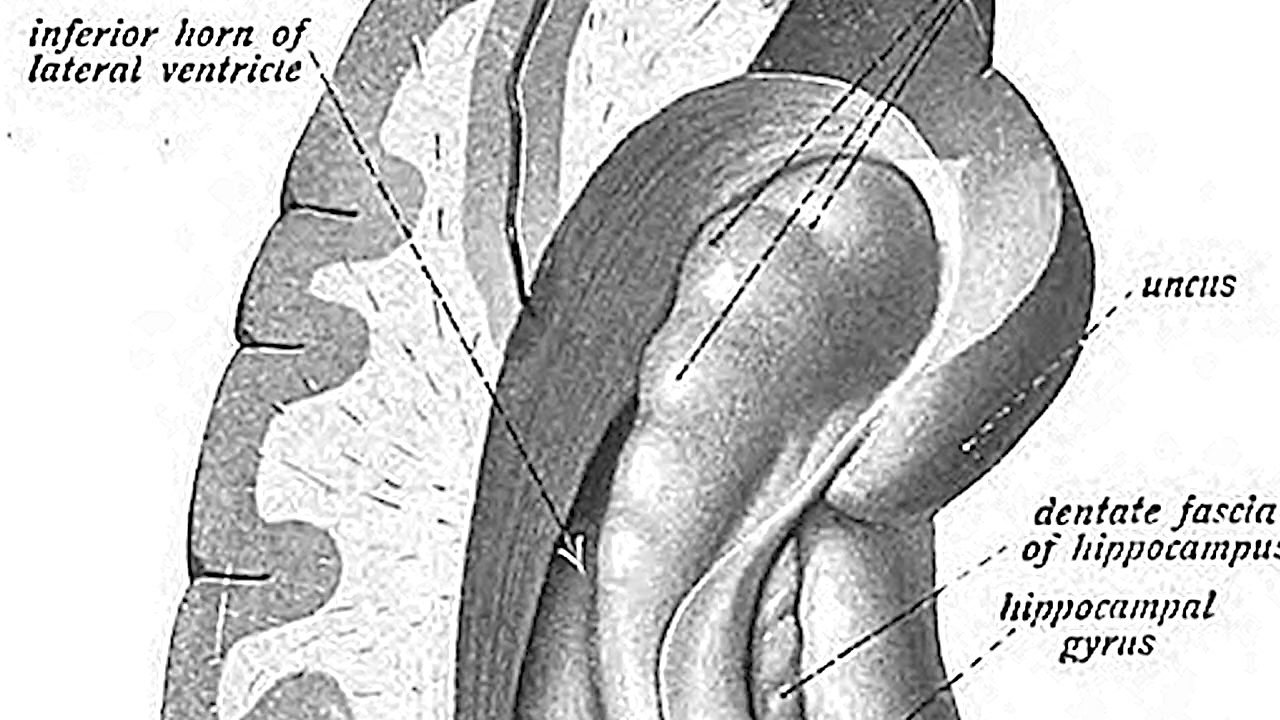 inferior horn of
lateral ventricle
uncus
dentate fascia
of hippocampus
hippocampal
gyrus